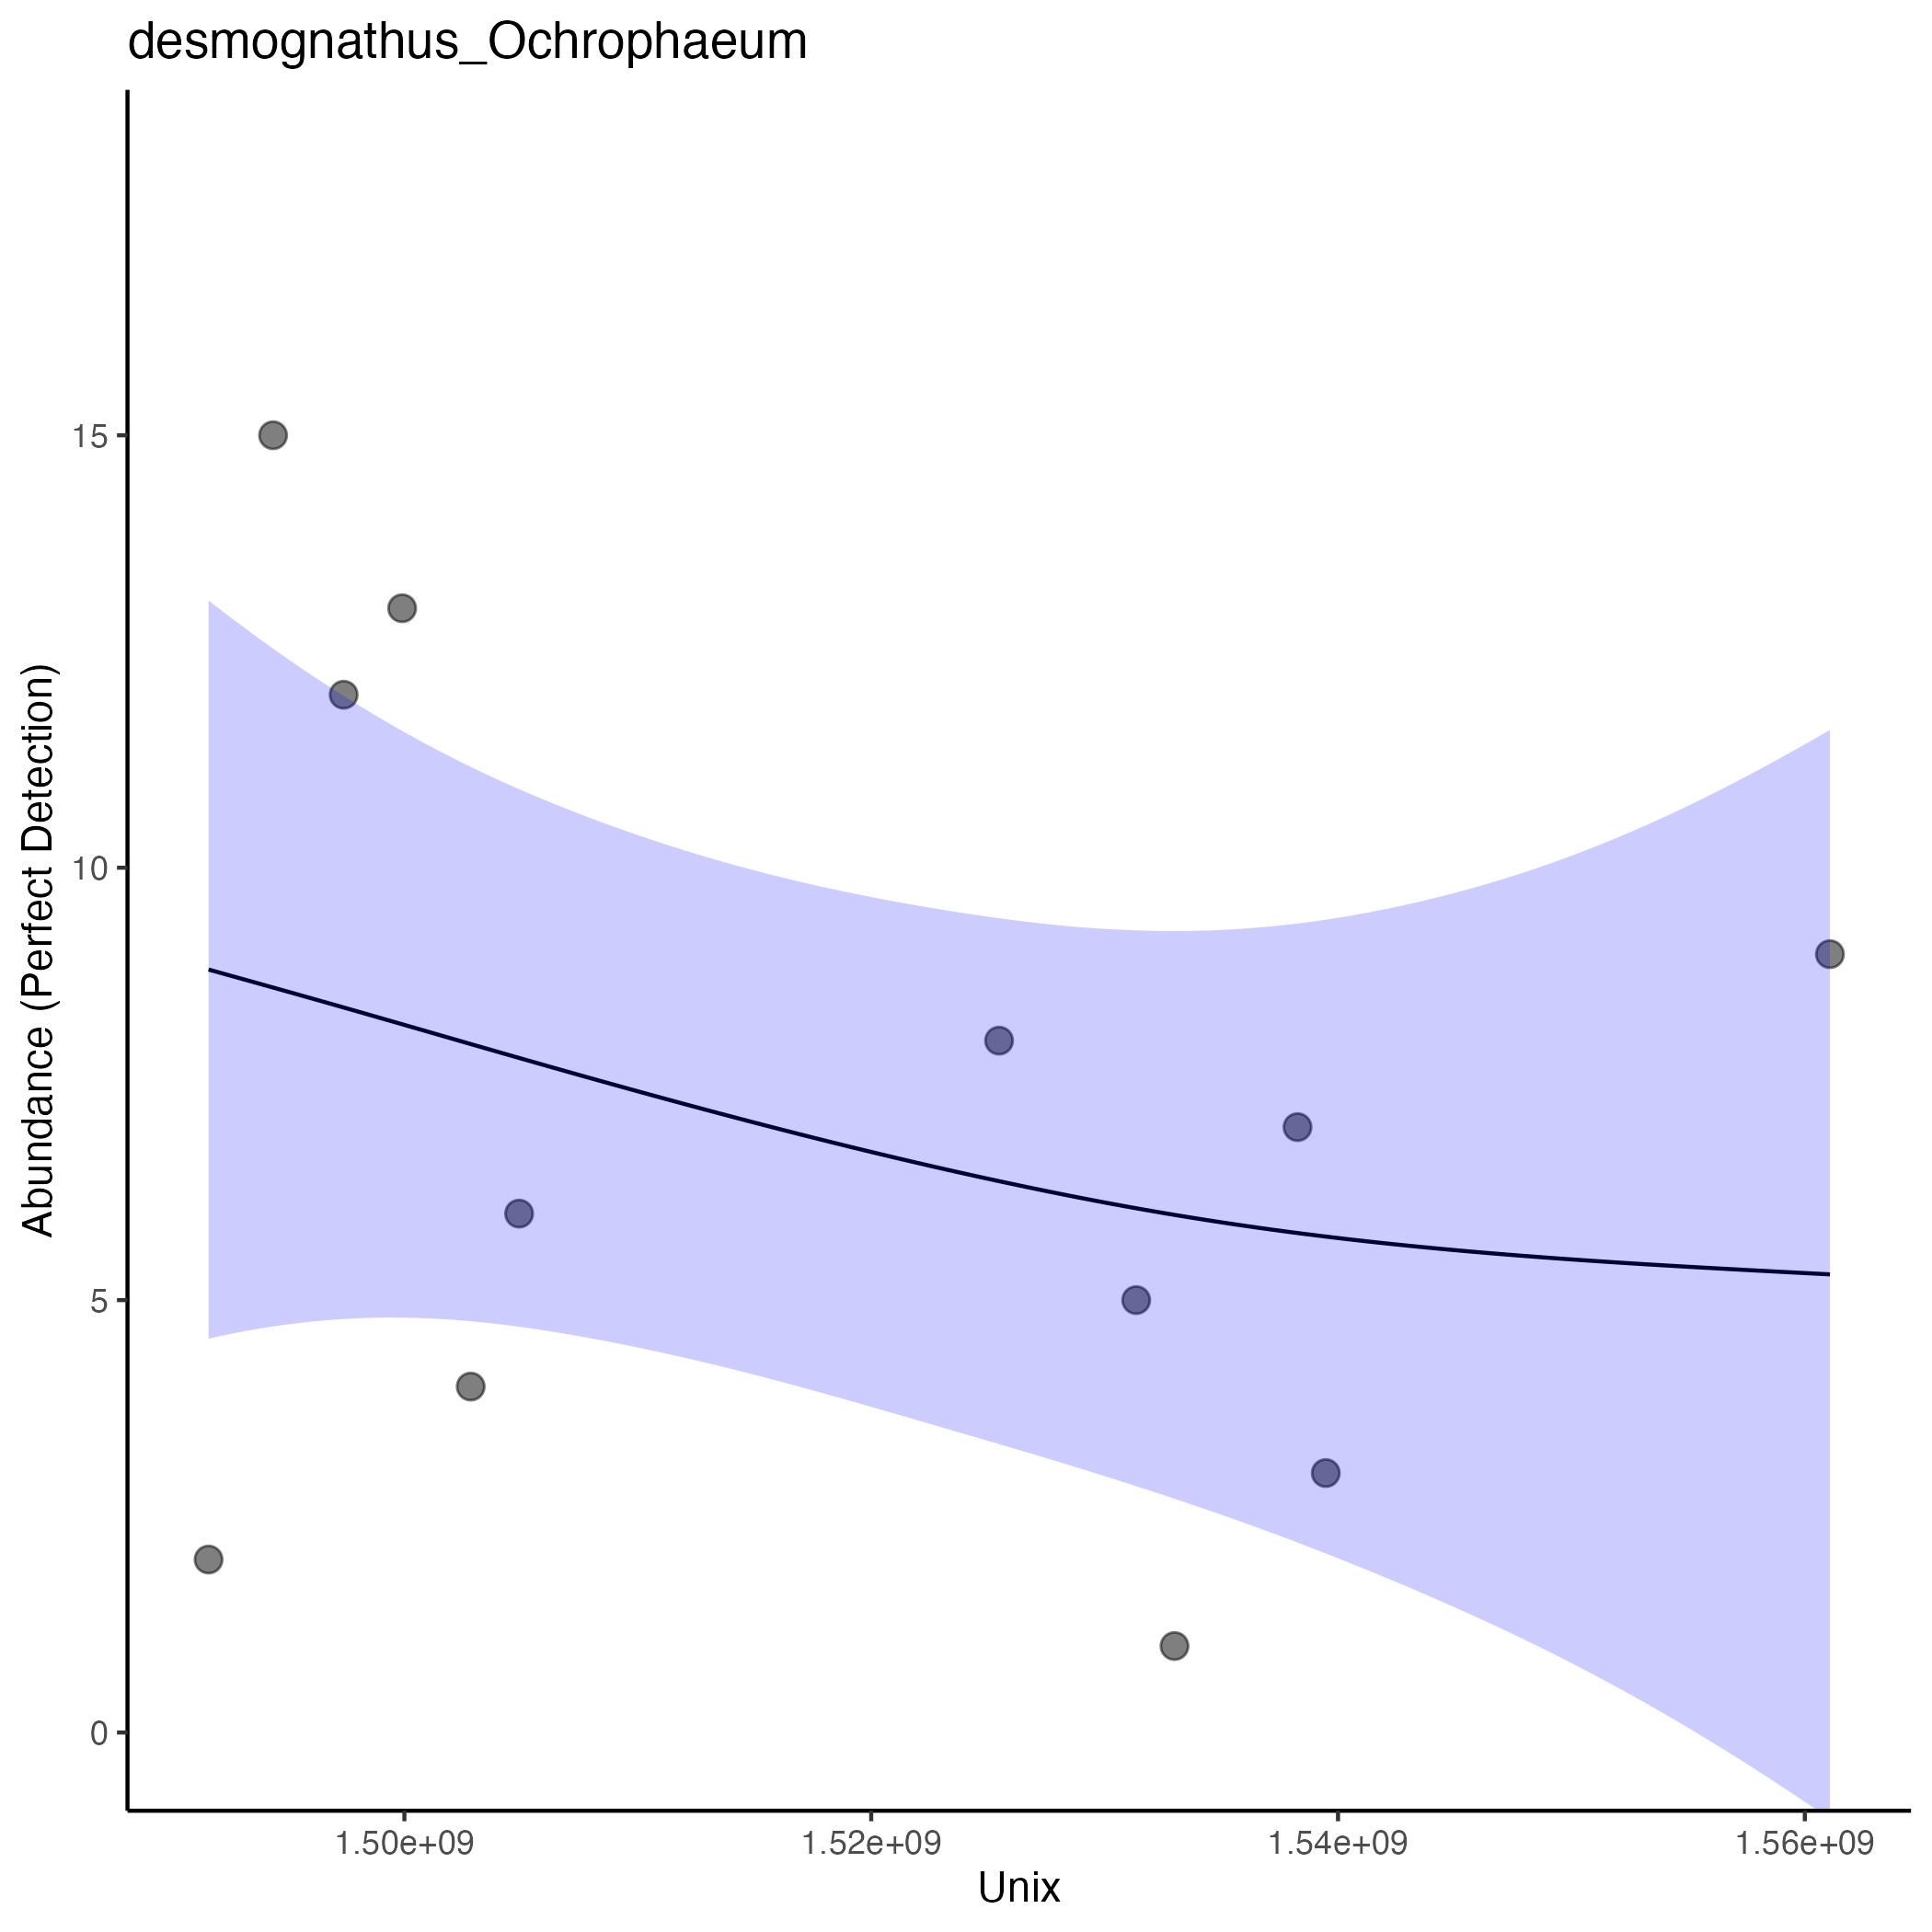 desmognathus_Ochrophaeum
Abundance (Perfect Detection)
15
10
5
0
1.50e+09 1.52e+09 1.54e+09 1.56e+09
Unix